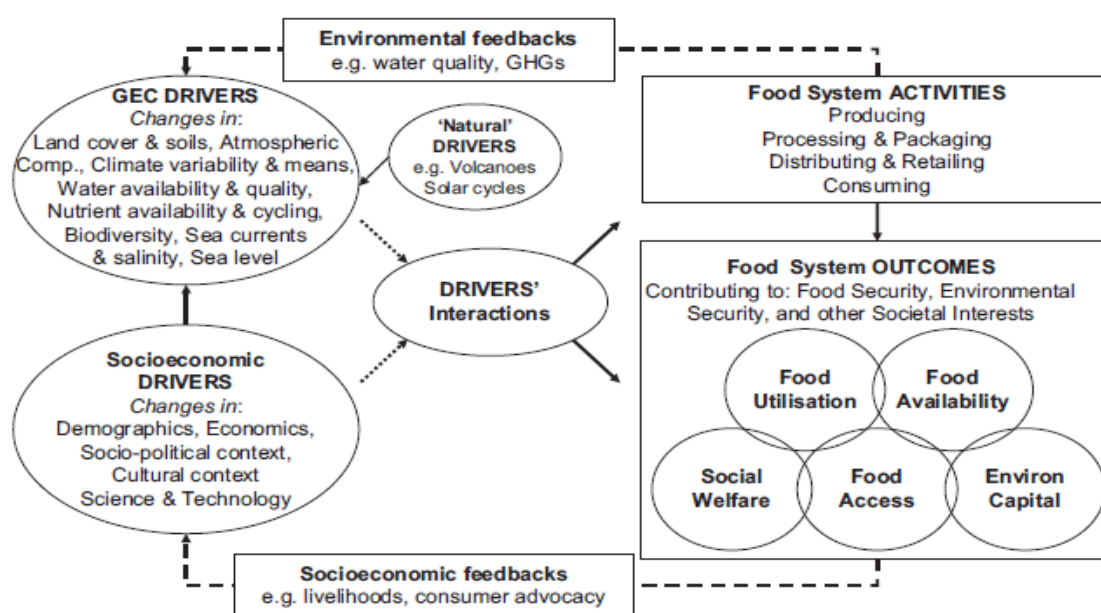 Environmental feedbacks
e.g. water quality, GHGs
GEC DRIVERS
Changes in:
Land cover & soils, Atmospheric
Comp., Climate variability & means,
Water availability & quality,
Nutrient availability & cycling,
Biodiversity, Sea currents
& salinity, Sea level
'Natural'
DRIVERS
e.g. Volcanoes
Solar cycles
Food System ACTIVITIES
Producing
Processing & Packaging
Distributing & Retailing
Consuming
DRIVERS'
Interactions
Socioeconomic
DRIVERS
Changes in:
Demographics, Economics,
Socio-political context,
Cultural context
Science & Technology
Food System OUTCOMES
Contributing to: Food Security, Environmental
Security, and other Societal Interests
Food
Utilisation
Food
Availability
Social
Welfare
Food
Access
Environ
Capital
Socioeconomic feedbacks
e.g. livelihoods, consumer advocacy